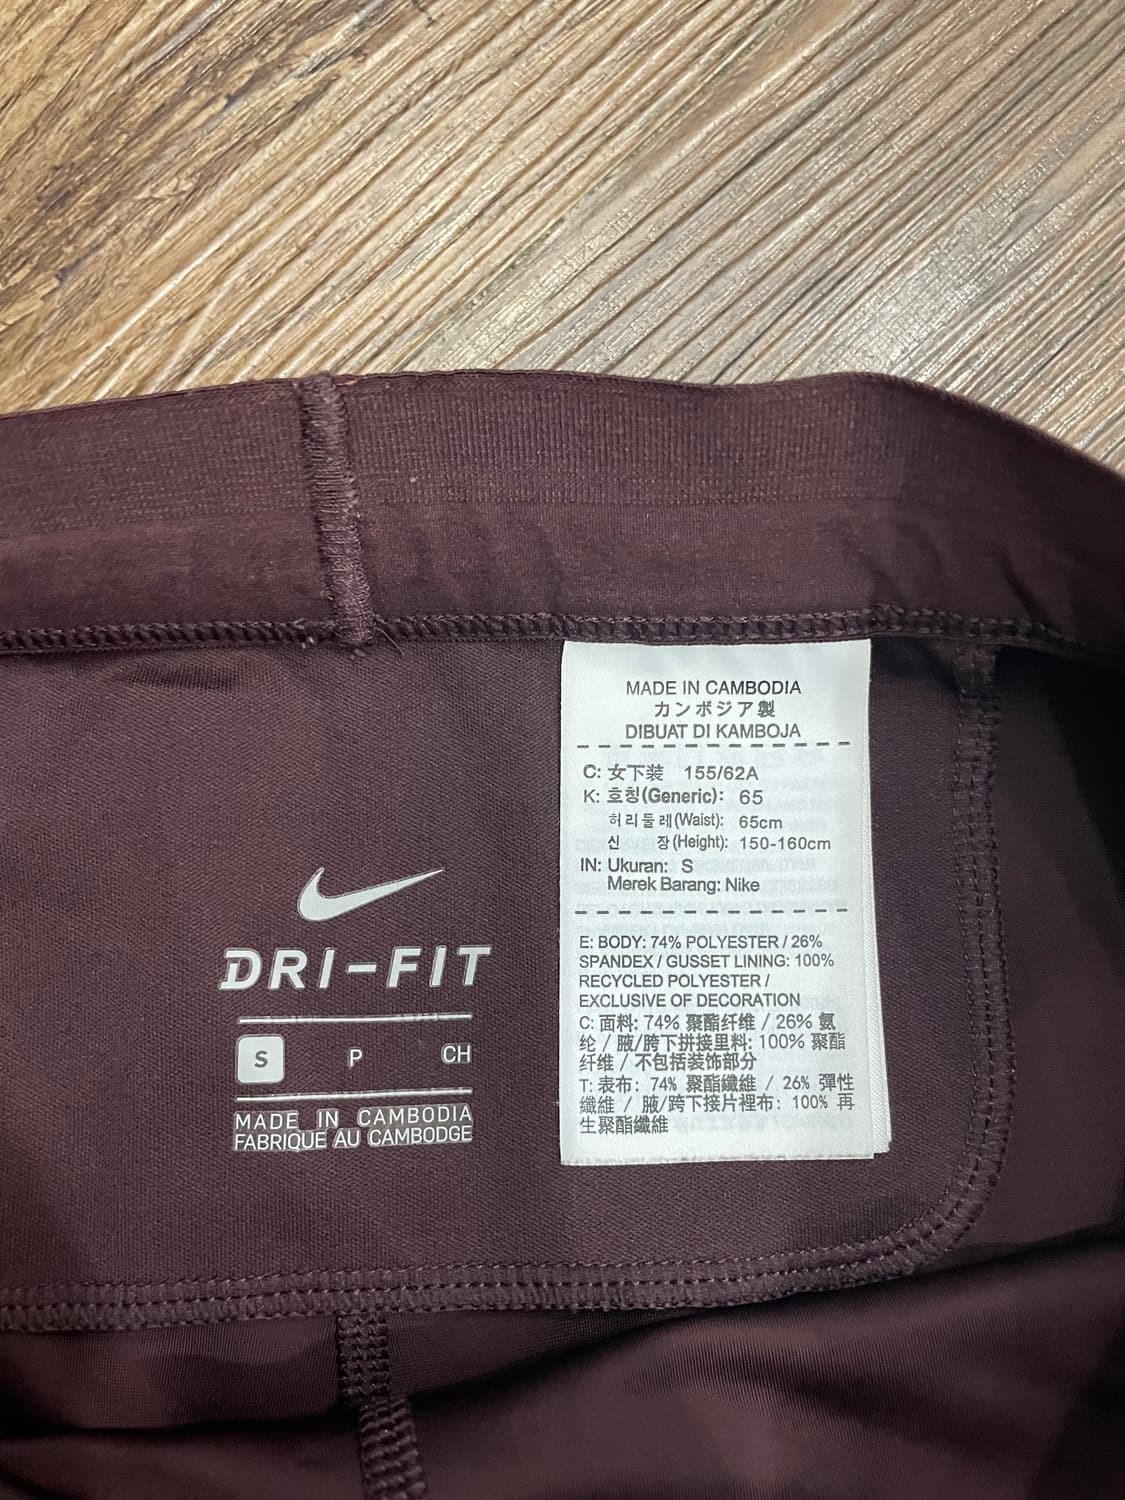 DRI-FIT
S P CH
MADE IN CAMBODIA
FABRIQUE AU CAMBODGE
MADE IN CAMBODIA
カンボジア製
DIBUAT DI KAMBOJA
C: 女下装 155/62A
K: 호칭(Generic): 65
허리둘레(Waist): 65cm
신 장(Height): 150-160cm
IN: Ukuran: S
Merek Barang: Nike
E: BODY: 74% POLYESTER / 26%
SPANDEX / GUSSET LINING: 100%
RECYCLED POLYESTER /
EXCLUSIVE OF DECORATION
C: 面料: 74% 聚酯纤维 / 26% 氨
纶 / 腋/胯下拼接里料: 100% 聚酯
纤维 / 不包括装饰部分
T: 表布: 74% 聚酯纖維 / 26% 彈性
纖維 / 腋/跨下接片裡布: 100% 再
生聚酯纖維